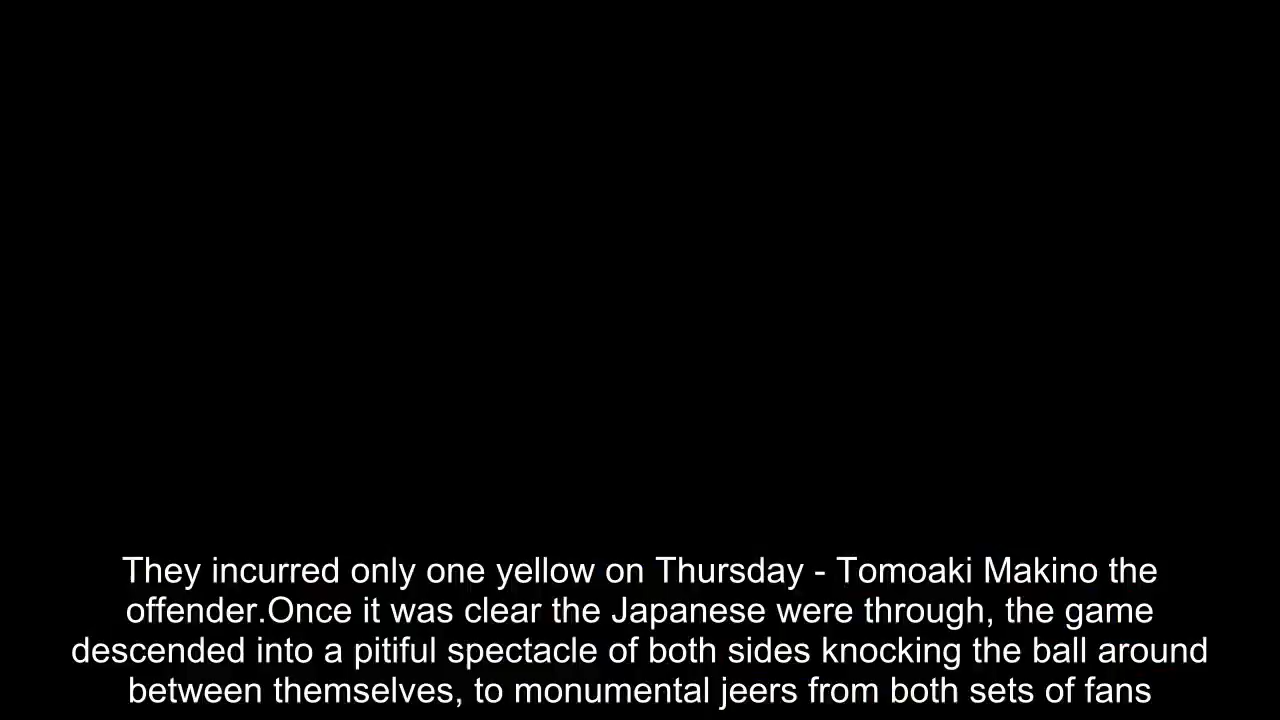 They incurred only one yellow on Thursday - Tomoaki Makino the
offender.Once it was clear the Japanese were through, the game
descended into a pitiful spectacle of both sides knocking the ball around
between themselves, to monumental jeers from both sets of fans